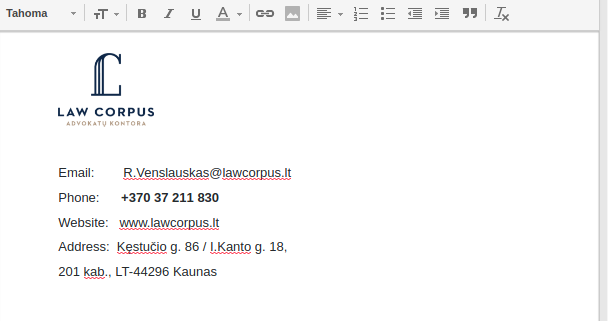 Tahoma
LAW CORPUS
ADVOKATŲ KONTORA
Email: R.Venslauskas@lawcorpus.lt
Phone: +370 37 211 830
Website: www.lawcorpus.lt
Address: Kęstučio g. 86 / I.Kanto g. 18,
201 kab., LT-44296 Kaunas